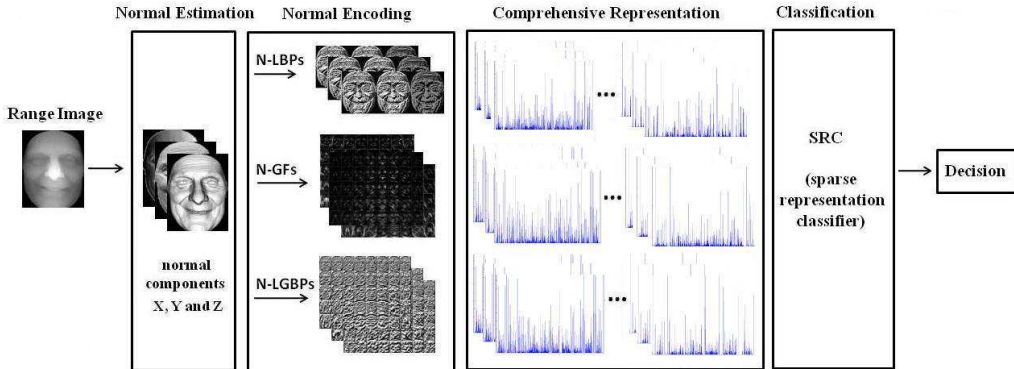 Normal Estimation
Normal Encoding
Comprehensive Representation
Classification
Range Image
normal
components
X, Y and Z
N-LBPs
N-GFs
N-LGBPs
SRC
(sparse
representation
classifier)
Decision